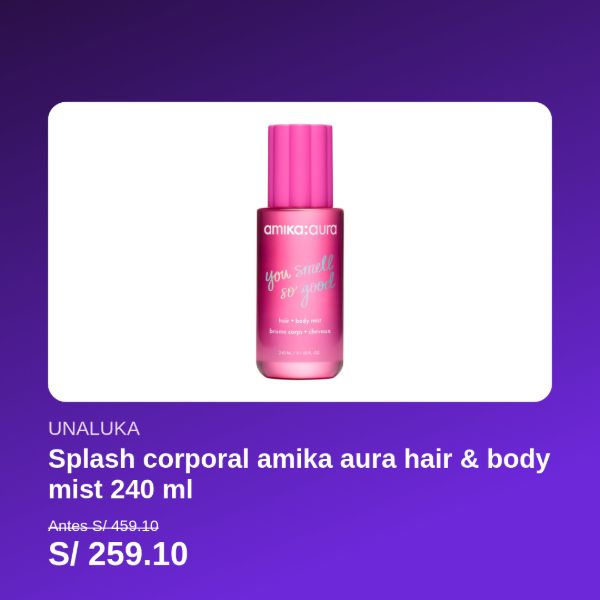 amika:aura
you smell
so good
hair + body mist
brume corps + cheveux
UNALUKA
Splash corporal amika aura hair & body
mist 240 ml
Antes S/ 459.10
S/ 259.10